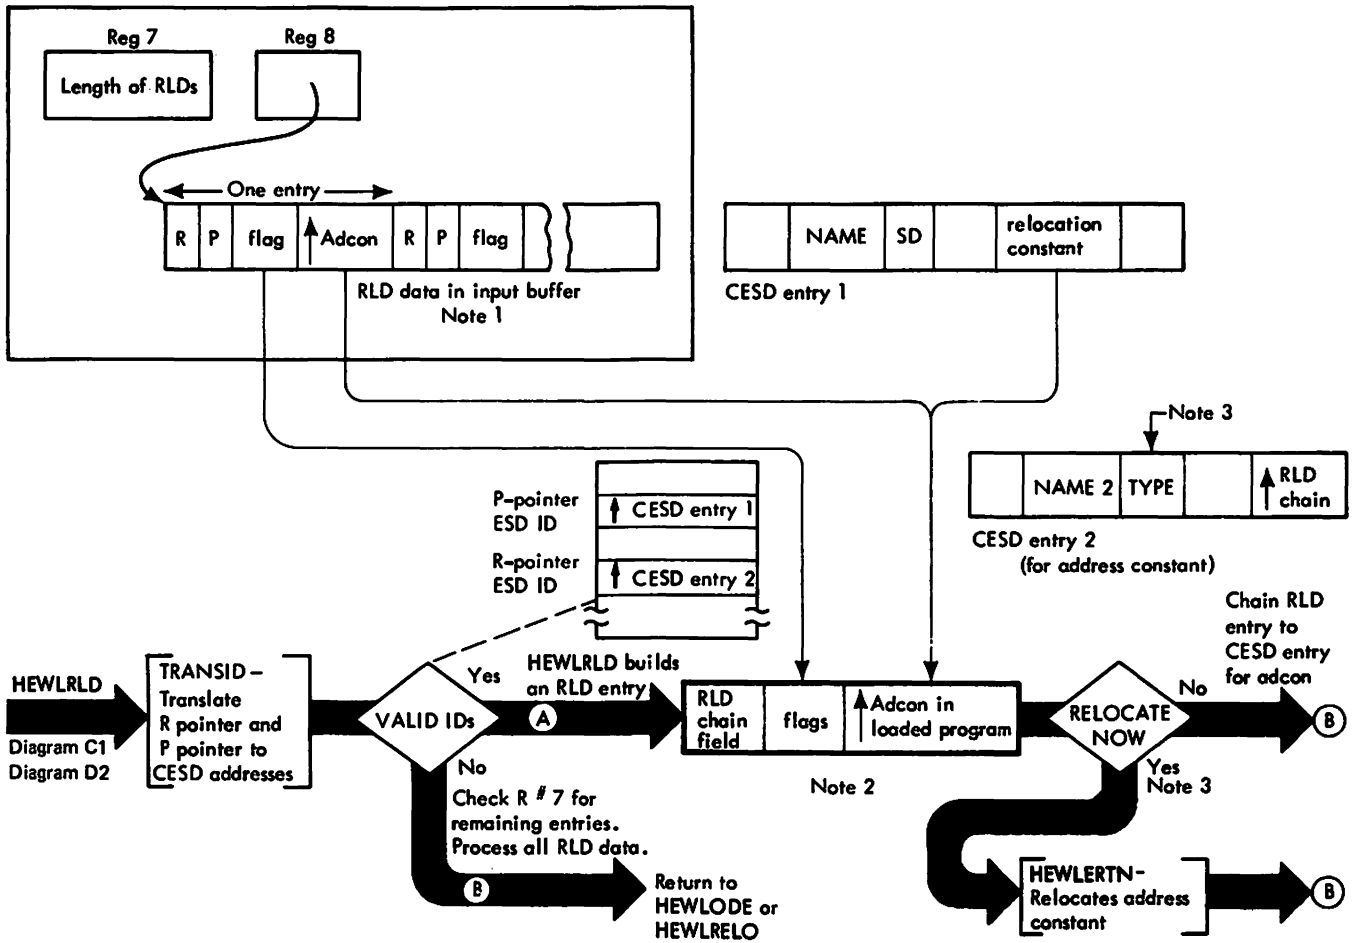 Reg 7
Reg 8
Length of RLDs
One entry
R P flag Adcon R P flag
RLD data in input buffer
Note 1
NAME SD relocation
constant
CESD entry 1
Note 3
NAME 2 TYPE RLD
chain
CESD entry 2
(for address constant)
P-pointer
ESD ID
CESD entry 1
R-pointer
ESD ID
CESD entry 2
HEWLRLD
Diagram C1
Diagram D2
TRANSID –
Translate
R pointer and
P pointer to
CESD addresses
VALID IDs
Yes
HEWLRLD builds
an RLD entry
A
No
Check R # 7 for
remaining entries.
Process all RLD data.
B
Return to
HEWLODE or
HEWLRELO
RLD
chain
field
flags
Adcon in
loaded program
Note 2
RELOCATE
NOW
No
Chain RLD
entry to
CESD entry
for adcon
B
Yes
Note 3
HEWLERTN-
Relocates address
constant
B